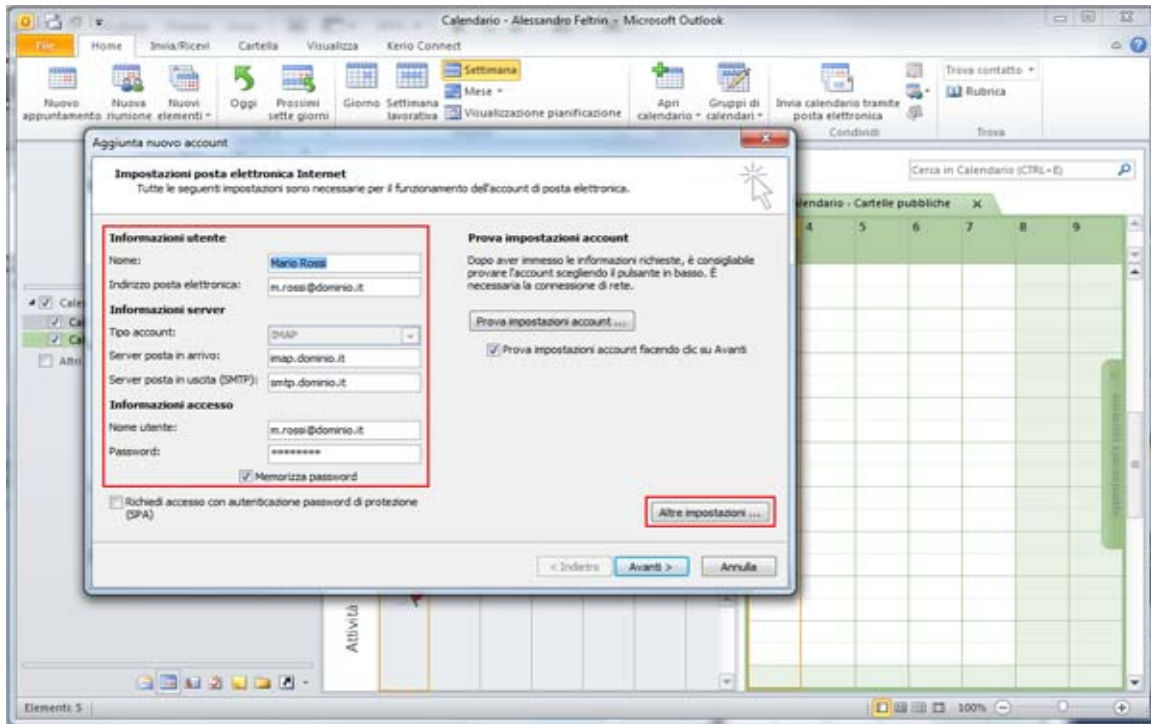 Calendario - Alessandro Feltrin - Microsoft Outlook
File Home Invia/Ricevi Cartella Visualizza Kerio Connect
Nuovo appuntamento
Nuova riunione
Nuovi elementi
Oggi
Prossimi sette giorni
Giorno
Settimana lavorativa
Settimana
Mese
Visualizzazione pianificazione
Apri calendario
Gruppi di calendari
Invia calendario tramite posta elettronica
Condividi
Trova contatto
Rubrica
Trova
Aggiunta nuovo account
Impostazioni posta elettronica Internet
Tutte le seguenti impostazioni sono necessarie per il funzionamento dell'account di posta elettronica.
Informazioni utente
Nome: Mario Rossi
Indirizzo posta elettronica: m.rossi@dominio.it
Informazioni server
Tipo account: IMAP
Server posta in arrivo: imap.dominio.it
Server posta in uscita (SMTP): smtp.dominio.it
Informazioni accesso
Nome utente: m.rossi@dominio.it
Password: ********
Memorizza password
Richiedi accesso con autenticazione password di protezione
(SPA)
Prova impostazioni account
Dopo aver immesso le informazioni richieste, è consigliabile
provare l'account scegliendo il pulsante in basso. È
necessaria la connessione di rete.
Prova impostazioni account ...
Prova impostazioni account facendo clic su Avanti
Altre impostazioni ...
< Indietro Avanti > Annulla
Cerca in Calendario (CTRL+E)
lendario - Cartelle pubbliche
4 5 6 7 8 9
Cale
Ca
Ca
Altri
Attività
Elementi: 5
100%